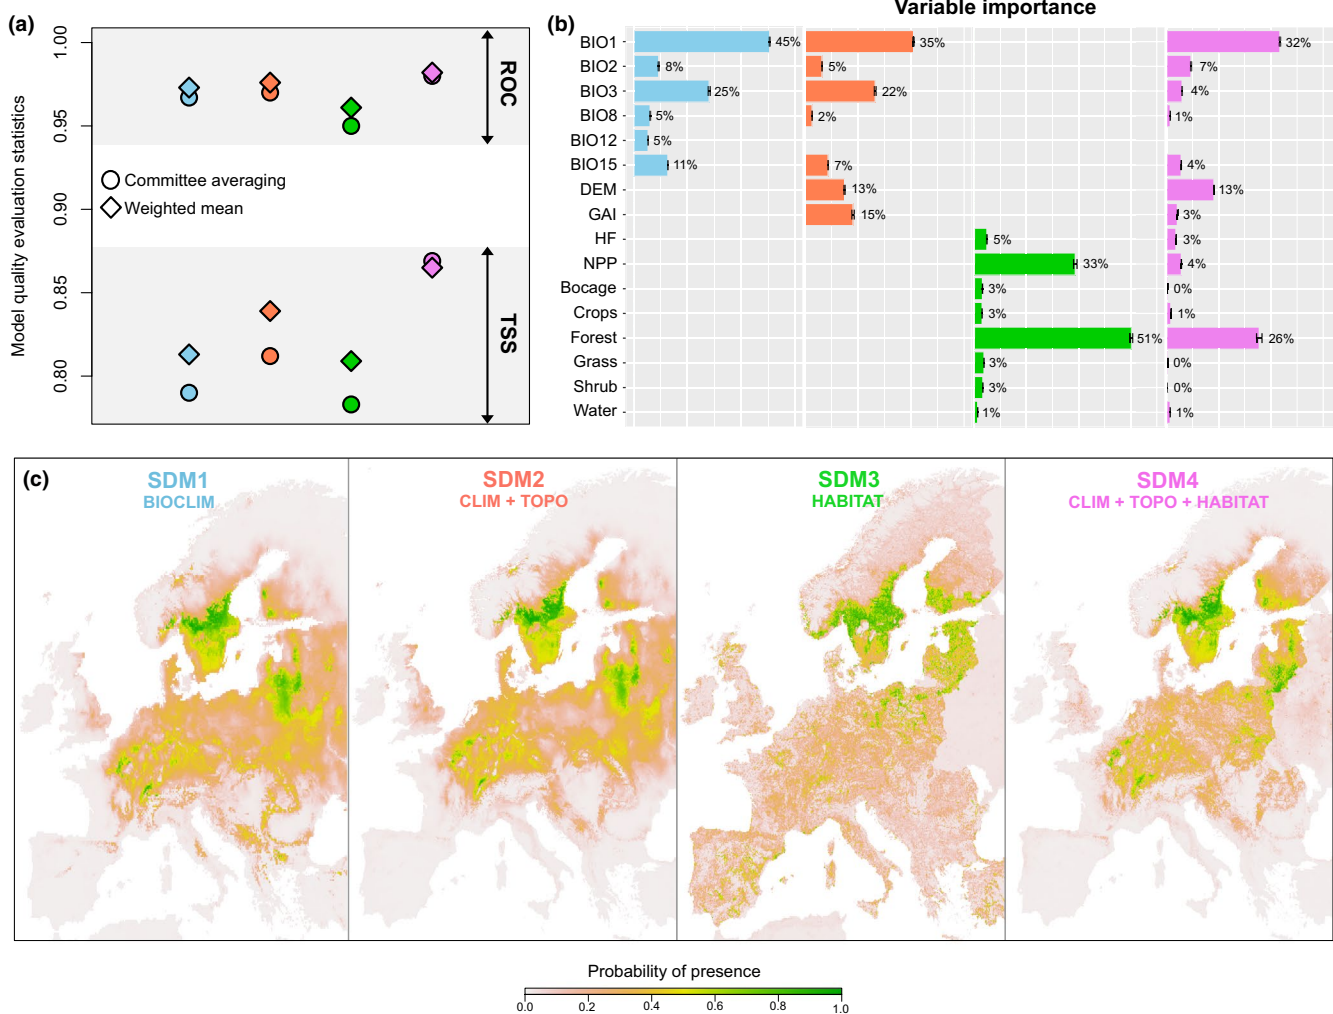 (a)
Model quality evaluation statistics
1.00
0.95
0.90
0.85
0.80
ROC
Committee averaging
Weighted mean
TSS
(b)
Variable importance
BIO1 45% 35% 32%
BIO2 8% 5% 7%
BIO3 25% 22% 4%
BIO8 5% 2% 1%
BIO12 5%
BIO15 11% 7% 4%
DEM 13% 13%
GAI 15% 3%
HF 5% 3%
NPP 33% 4%
Bocage 3% 0%
Crops 3% 1%
Forest 51% 26%
Grass 3% 0%
Shrub 3% 0%
Water 1% 1%
(c)
SDM1
BIOCLIM
SDM2
CLIM + TOPO
SDM3
HABITAT
SDM4
CLIM + TOPO + HABITAT
Probability of presence
0.0 0.2 0.4 0.6 0.8 1.0